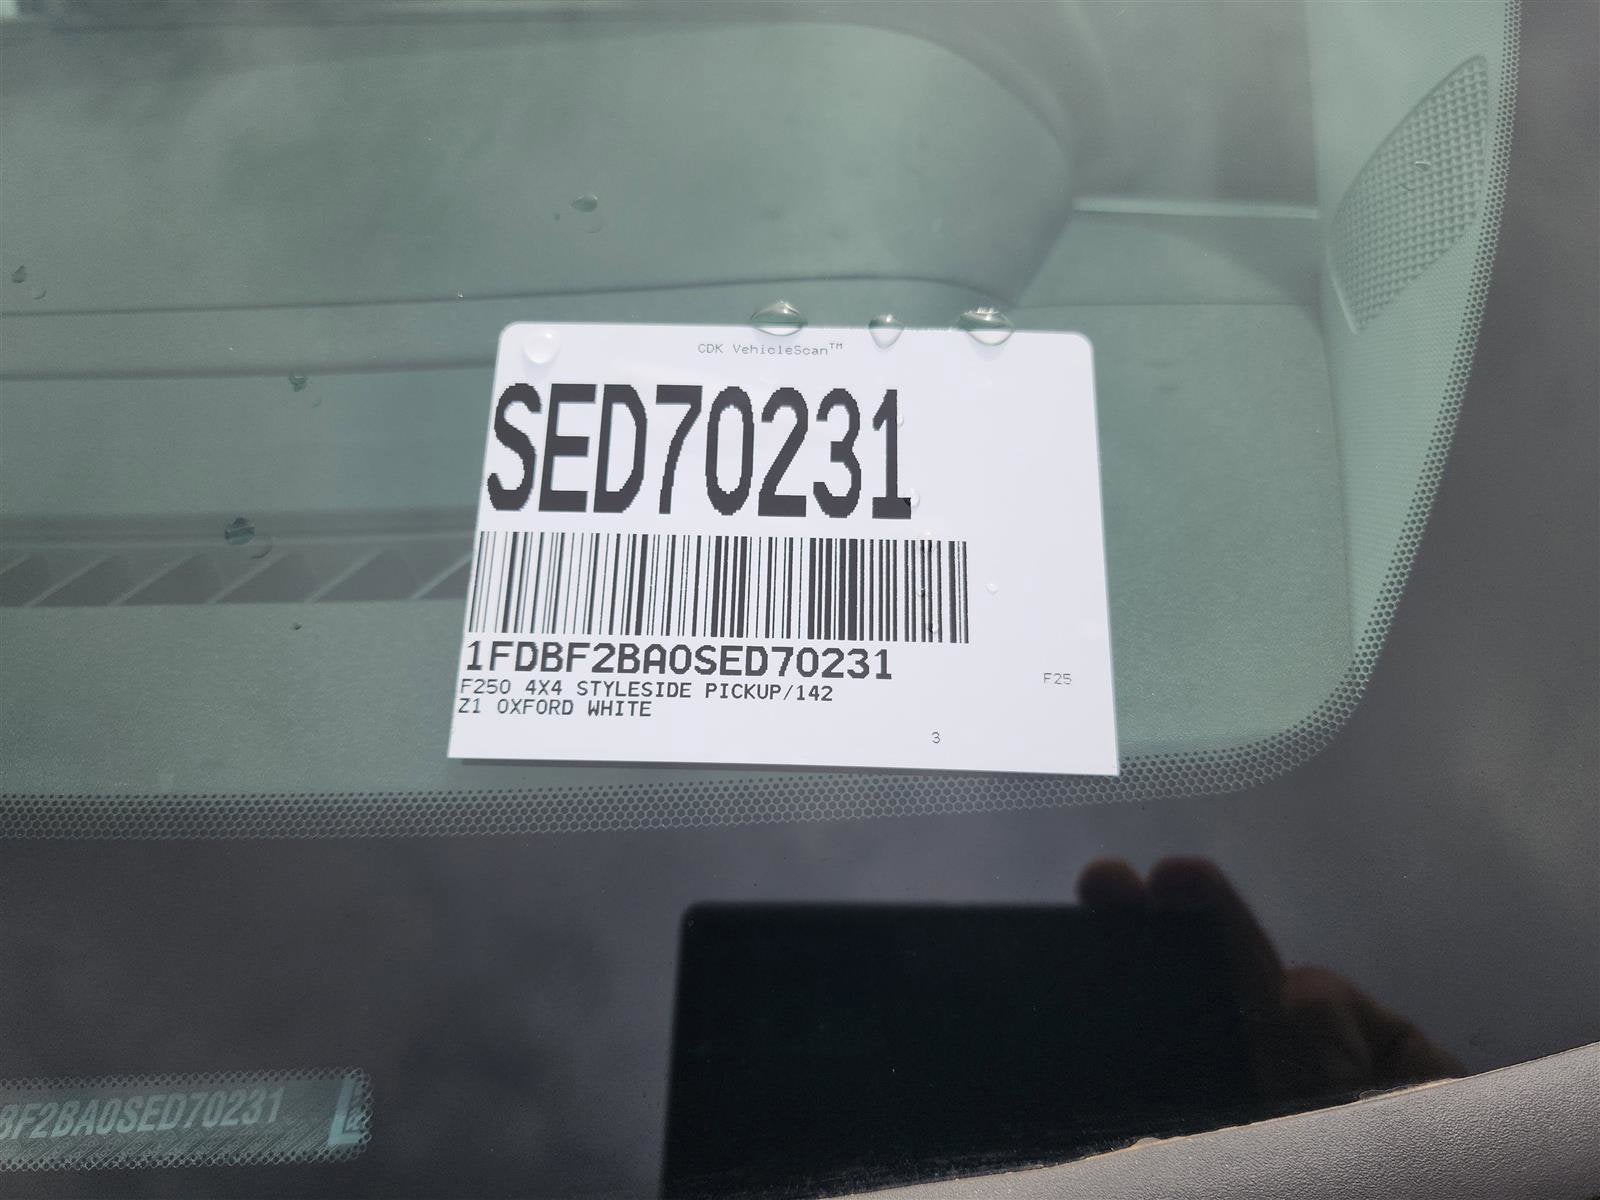 CDK VehicleScan™
SED70231
1FDBF2BA0SED70231
F250 4X4 STYLESIDE PICKUP/142
F25
Z1 OXFORD WHITE
3
BF2BA0SED70231